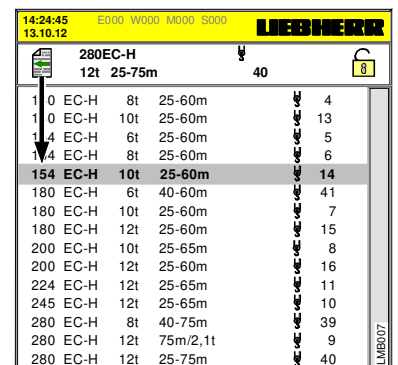 14:24:45 E000 W000 M000 S000 LIEBHERR
13.10.12
280EC-H
12t 25-75m 40
8
EC-H 8t 25-60m 4
EC-H 10t 25-60m 13
EC-H 6t 25-60m 5
EC-H 8t 25-60m 6
154 EC-H 10t 25-60m 14
180 EC-H 6t 40-60m 41
180 EC-H 10t 25-60m 7
180 EC-H 12t 25-60m 15
200 EC-H 10t 25-65m 8
200 EC-H 12t 25-60m 16
224 EC-H 12t 25-65m 11
245 EC-H 12t 25-65m 10
280 EC-H 8t 40-75m 39
280 EC-H 12t 75m/2,1t 9
280 EC-H 12t 25-75m 40
LMB007